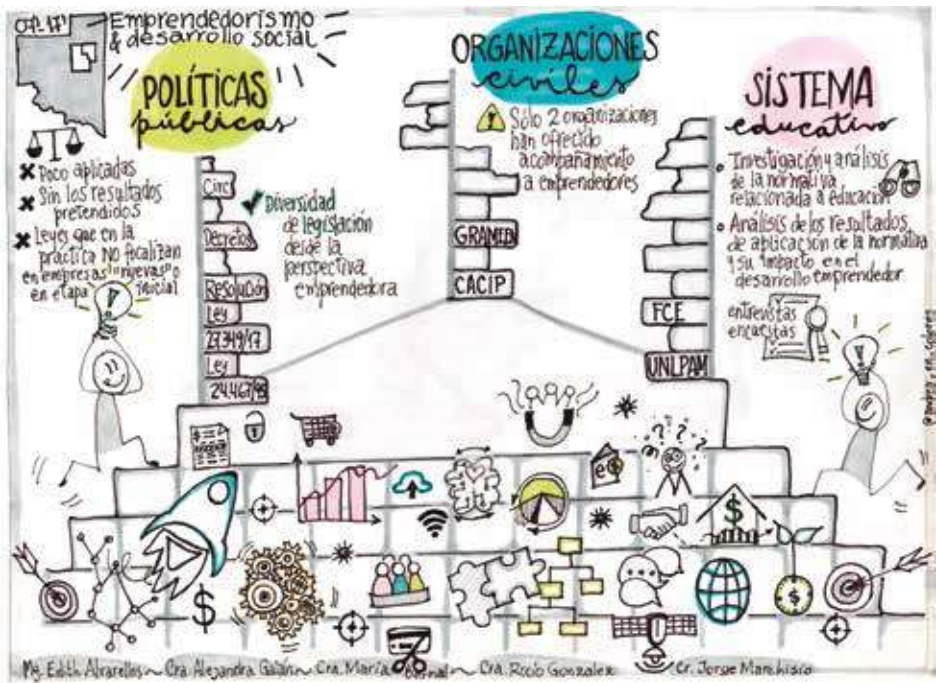 07-17
Emprendedorismo
& desarrollo social
POLÍTICAS
públicas
Poco aplicadas
Sin los resultados
pretendidos
Leyes que en la
práctica NO focalizan
en empresas "nuevas" o
en etapa inicial
Circ
Decretos
Resolución
Ley
27.349/17
Ley
24.467/95
Diversidad
de legislación
desde la
perspectiva
emprendedora
ORGANIZACIONES
civiles
Sólo 2 organizaciones
han ofrecido
acompañamiento
a emprendedores
GRAMEEN
CACIP
SISTEMA
educativo
Investigación y análisis
de la normativa
relacionada a educación
Análisis de los resultados
de aplicación de la normativa
y su impacto en el
desarrollo emprendedor
entrevistas
encuestas
FCE
UNLPAM
? ? ? ?
$
$
$
Mg. Edith Alvarellos ~ Cra. Alejandra Galán ~ Cra. María Bernal ~ Cra. Rocío Gonzalez ~ Cr. Jorge Marchisio